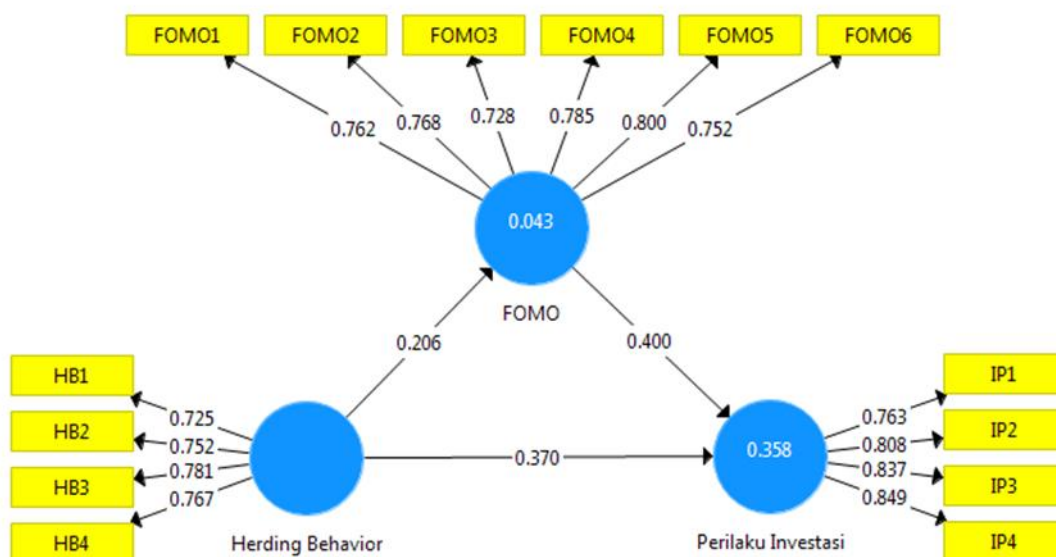 FOMO1 FOMO2 FOMO3 FOMO4 FOMO5 FOMO6
0.762 0.768 0.728 0.785 0.800 0.752
0.043
FOMO
0.206 0.400
HB1
HB2
HB3
HB4
0.725
0.752
0.781
0.767
Herding Behavior
0.370
0.358
Perilaku Investasi
0.763
0.808
0.837
0.849
IP1
IP2
IP3
IP4